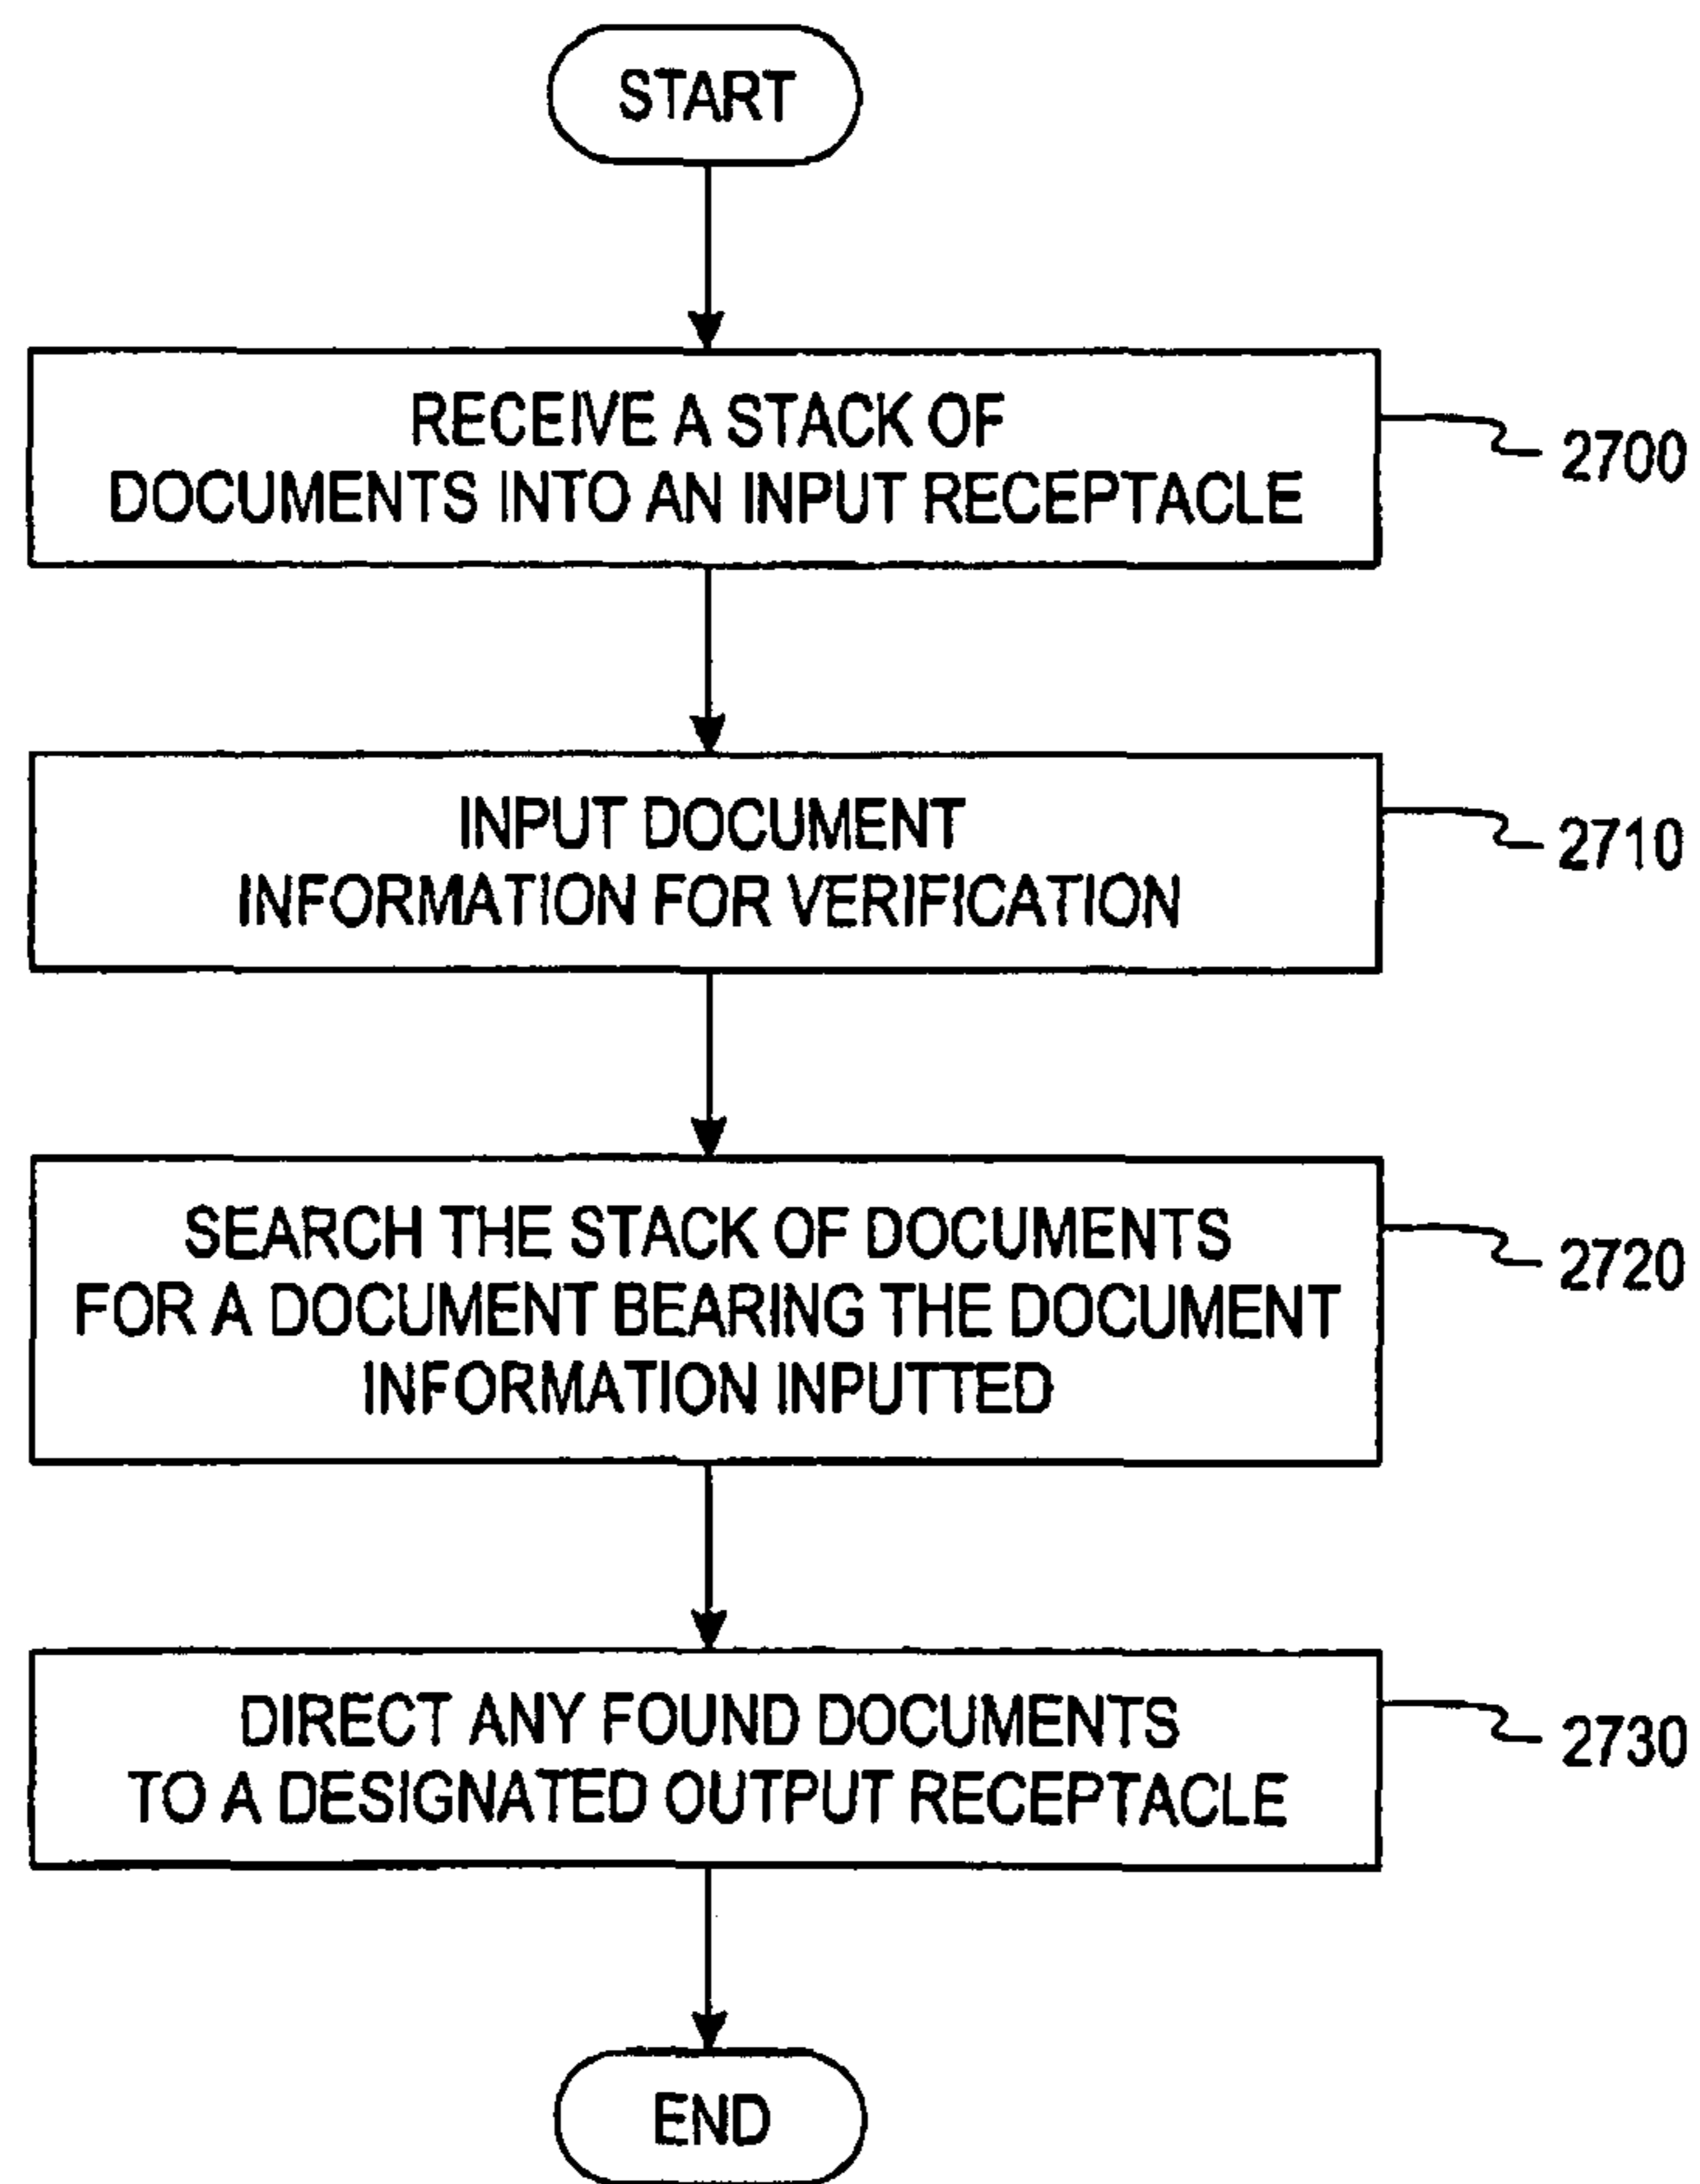 START
RECEIVE A STACK OF
DOCUMENTS INTO AN INPUT RECEPTACLE
2700
INPUT DOCUMENT
INFORMATION FOR VERIFICATION
2710
SEARCH THE STACK OF DOCUMENTS
FOR A DOCUMENT BEARING THE DOCUMENT
INFORMATION INPUTTED
2720
DIRECT ANY FOUND DOCUMENTS
TO A DESIGNATED OUTPUT RECEPTACLE
2730
END